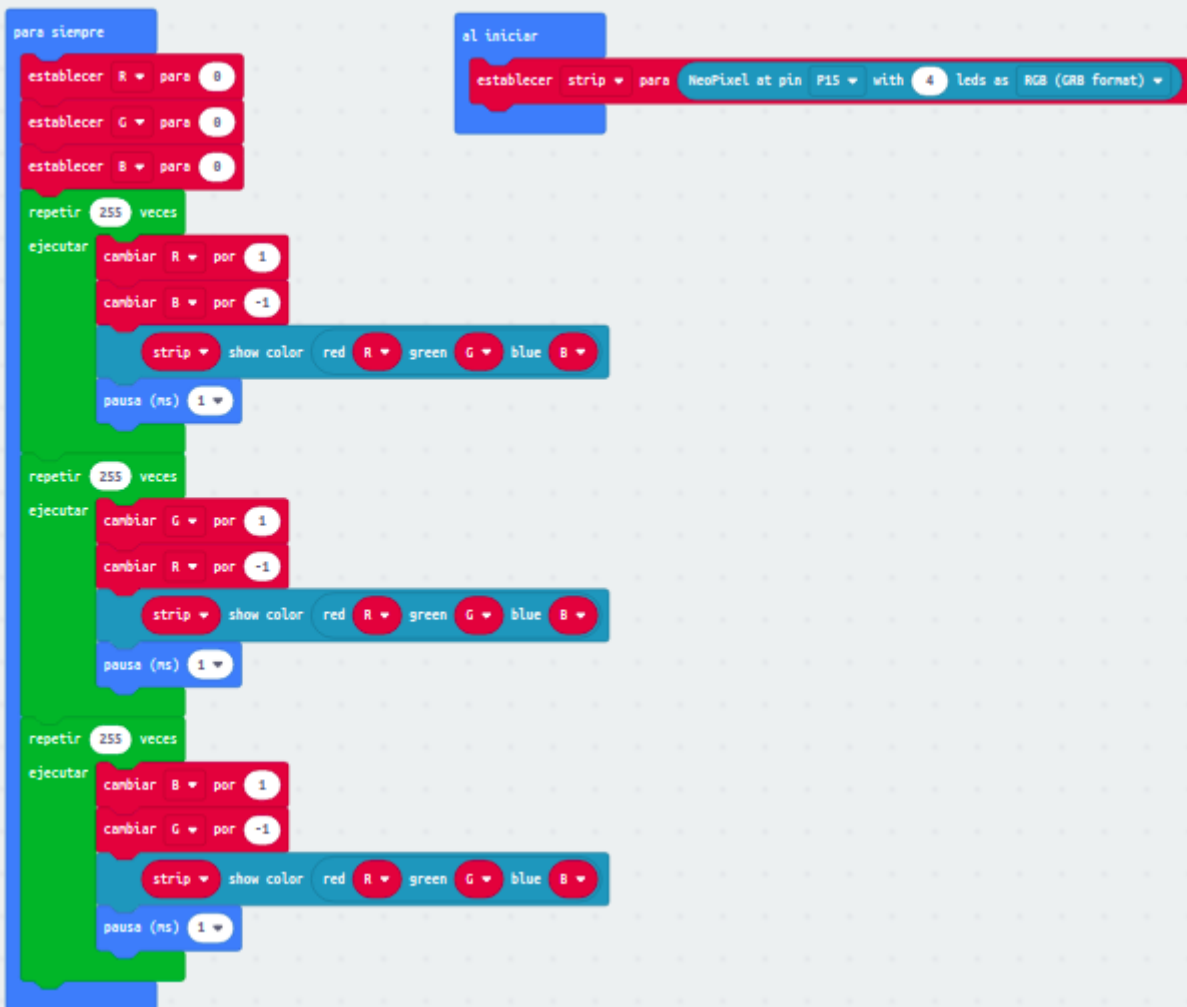 para siempre
establecer R para 0
establecer G para 0
establecer B para 0
repetir 255 veces
ejecutar
cambiar R por 1
cambiar B por -1
strip show color red R green G blue B
pausa (ms) 1
repetir 255 veces
ejecutar
cambiar G por 1
cambiar R por -1
strip show color red R green G blue B
pausa (ms) 1
repetir 255 veces
ejecutar
cambiar B por 1
cambiar G por -1
strip show color red R green G blue B
pausa (ms) 1
al iniciar
establecer strip para NeoPixel at pin P15 with 4 leds as RGB (GRB format)